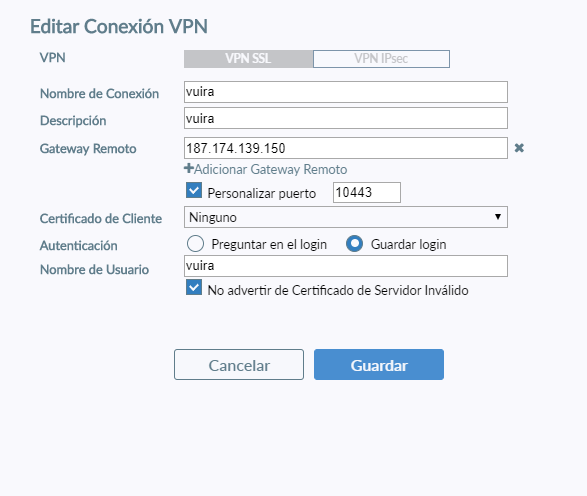 Editar Conexión VPN
VPN VPN SSL VPN IPsec
Nombre de Conexión vuira
Descripción vuira
Gateway Remoto 187.174.139.150
Adicionar Gateway Remoto
Personalizar puerto 10443
Certificado de Cliente Ninguno
Autenticación Preguntar en el login Guardar login
Nombre de Usuario vuira
No advertir de Certificado de Servidor Inválido
Cancelar Guardar